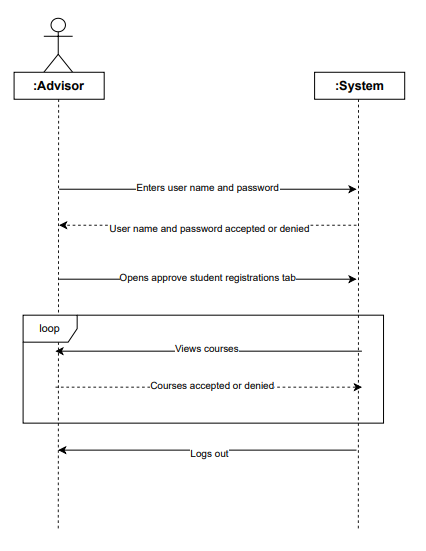 :Advisor
:System
Enters user name and password
User name and password accepted or denied
Opens approve student registrations tab
loop
Views courses
Courses accepted or denied
Logs out